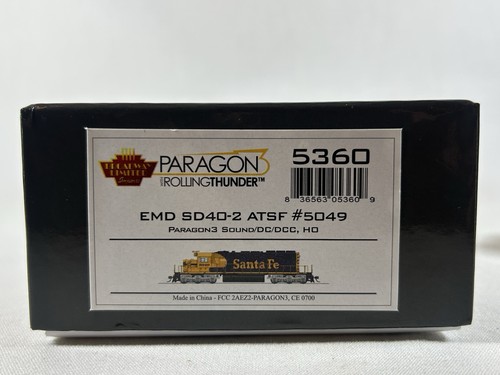 BROADWAY
LIMITED
PARAGON3
ROLLINGTHUNDER™
5360
8 36563 05360 9
EMD SD40-2 ATSF #5049
PARAGON3 SOUND/DC/DCC, HO
Santa Fe
Made in China - FCC 2AEZ2-PARAGON3, CE 0700